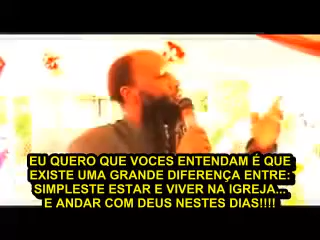 EU QUERO QUE VOCES ENTENDAM É QUE
EXISTE UMA GRANDE DIFERENÇA ENTRE:
SIMPLESTE ESTAR E VIVER NA IGREJA...
E ANDAR COM DEUS NESTES DIAS!!!!